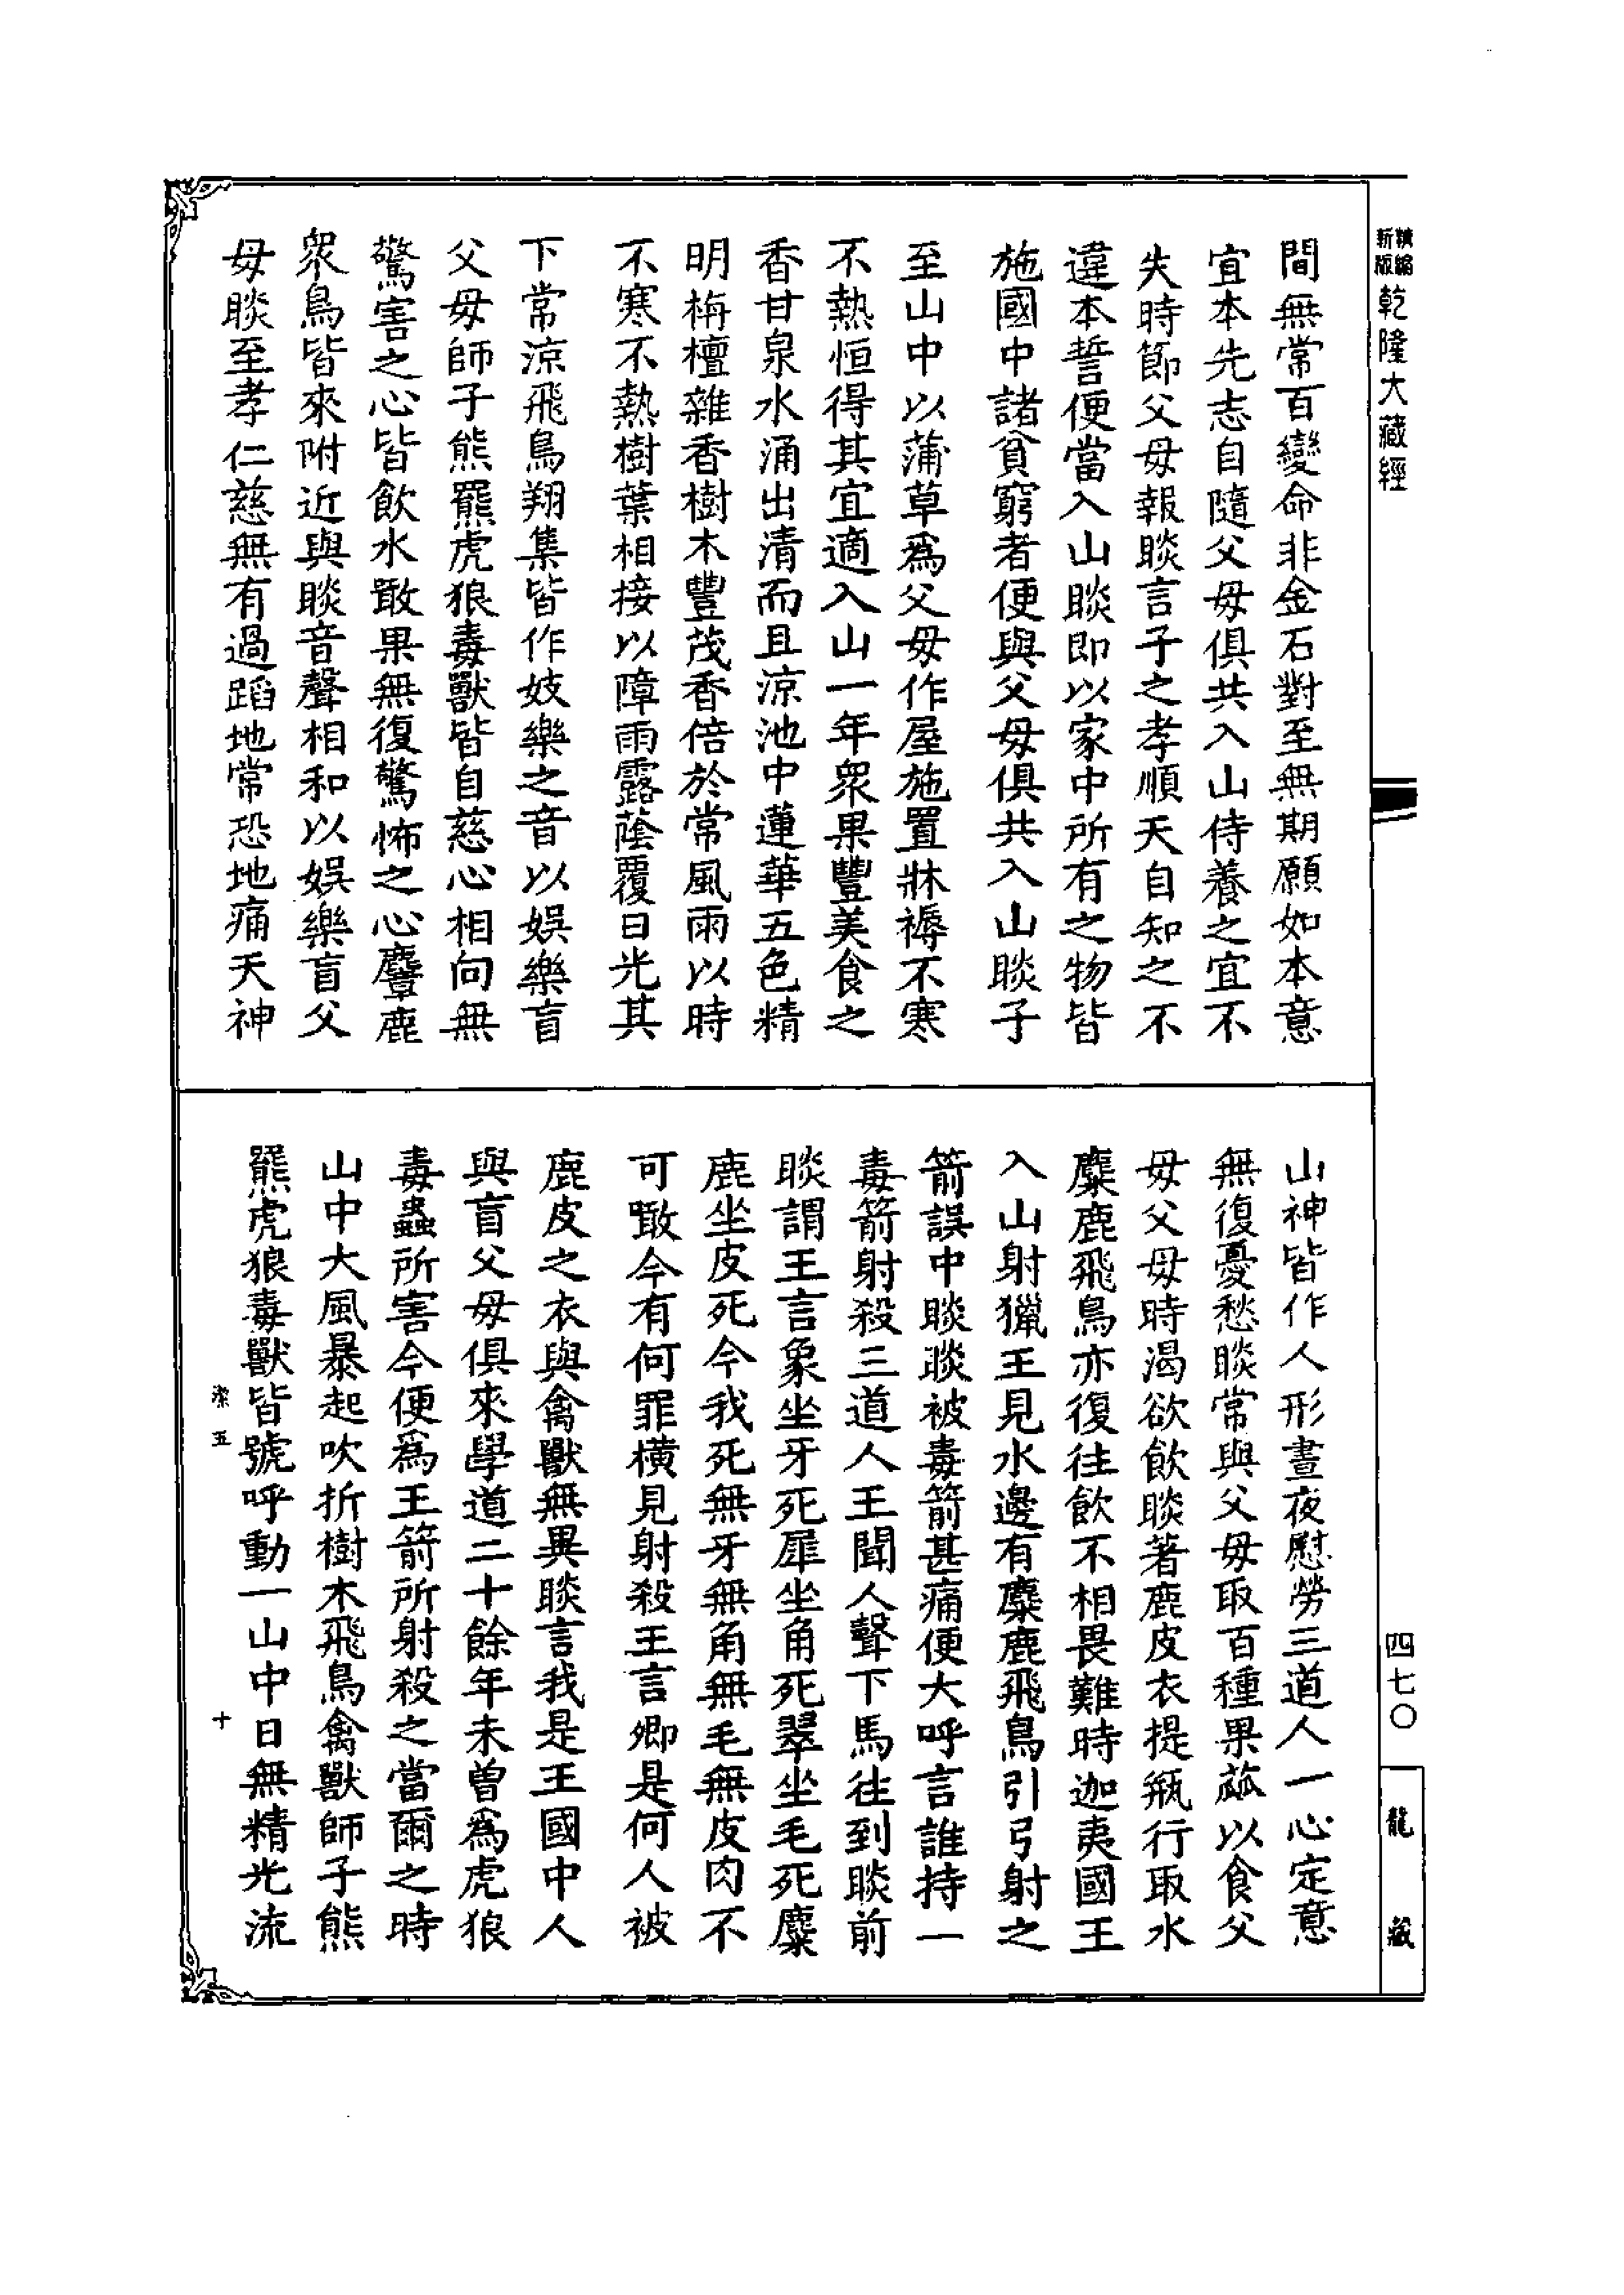 新編
新版
乾隆大藏經
間無常百變命非金石對至無期願如本意
宜本先志自隨父毋俱共入山侍養之宜不
失時節父毋報睒言子之孝順天自知之不
違本誓便當入山睒即以家中所有之物皆
施國中諸貧窮者便與父毋俱共入山睒子
至山中以蒲草爲父毋作屋施置牀褥不寒
不熱恒得其宜適入山一年衆果豐美食之
香甘泉水涌出清而且涼池中蓮華五色精
明栴檀雜香樹木豐茂香倍於常風雨以時
不寒不熱樹葉相接以障雨露蔭覆日光其
下常涼飛鳥翔集皆作妓樂之音以娛樂盲
父毋師子熊羆虎狼毒獸皆自慈心相向無
驚害之心皆飲水噉果無復驚怖之心麞鹿
衆鳥皆來附近與睒音聲相和以娛樂盲父
毋睒至孝仁慈無有過蹈地常恐地痛天神
山神皆作人形晝夜慰勞三道人一心定意
無復憂愁睒常與父毋取百種果蓏以食父
毋父毋時渴欲飲睒著鹿皮衣提瓶行取水
麋鹿飛鳥亦復往飲不相畏難時迦夷國王
入山射獵王見水邊有麋鹿飛鳥引弓射之
箭誤中睒睒被毒箭甚痛便大呼言誰持一
毒箭射殺三道人王聞人聲下馬往到睒前
睒謂王言象坐牙死犀坐角死翠坐毛死麋
鹿坐皮死今我死無牙無角無毛無皮肉不
可噉今有何罪橫見射殺王言卿是何人被
鹿皮之衣與禽獸無異睒言我是王國中人
與盲父毋俱來學道二十餘年未曾爲虎狼
毒蟲所害今便爲王箭所射殺之當爾之時
山中大風暴起吹折樹木飛鳥禽獸師子熊
羆虎狼毒獸皆號呼動一山中日無精光流
潔五
十
四七〇
龍藏